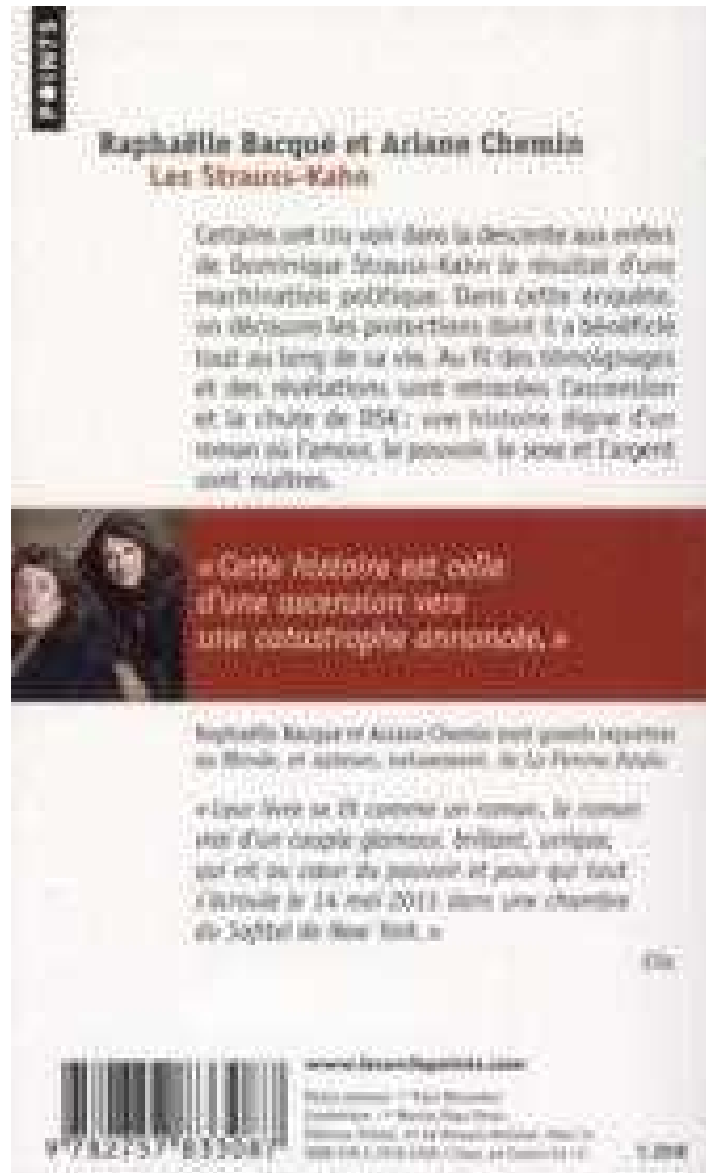 POINTS
Raphaëlle Bacqué et Ariane Chemin
Les Strauss-Kahn
Certains ont cru voir dans la descente aux enfers
de Dominique Strauss-Kahn le résultat d'une
machination politique. Dans cette enquête,
on découvre les protections dont il a bénéficié
tout au long de sa vie. Au fil des témoignages
et des révélations sont retracées l'ascension
et la chute de DSK : une histoire digne d'un
roman où l'amour, le pouvoir, le sexe et l'argent
sont maîtres.
« Cette histoire est celle
d'une ascension vers
une catastrophe annoncée. »
Raphaëlle Bacqué et Ariane Chemin sont grands reporters
au Monde, et auteurs, notamment, de La Femme fatale.
« Leur livre se lit comme un roman, le roman
vrai d'un couple glamour, brillant, unique,
qui vit au cœur du pouvoir et pour qui tout
s'écroule le 14 mai 2011 dans une chambre
du Sofitel de New York. »
Elle
www.lecerclepoints.com
9 782757 833087